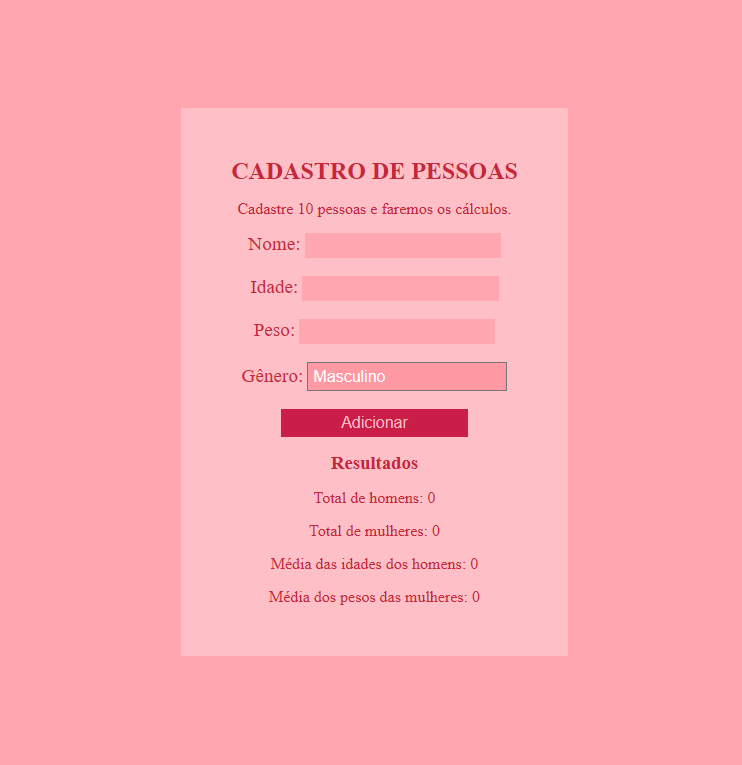 CADASTRO DE PESSOAS
Cadastre 10 pessoas e faremos os cálculos.
Nome:
Idade:
Peso:
Gênero: Masculino
Adicionar
Resultados
Total de homens: 0
Total de mulheres: 0
Média das idades dos homens: 0
Média dos pesos das mulheres: 0